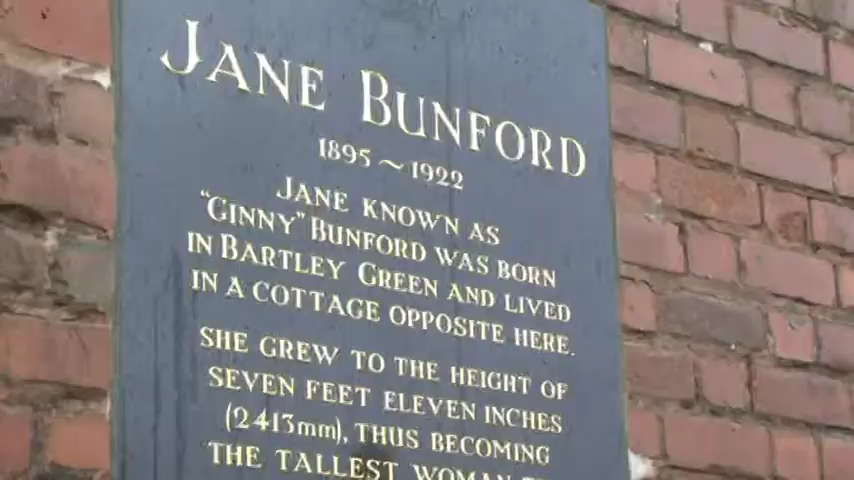 JANE BUNFORD
1895~1922
JANE KNOWN AS
"GINNY" BUNFORD WAS BORN
IN BARTLEY GREEN AND LIVED
IN A COTTAGE OPPOSITE HERE.
SHE GREW TO THE HEIGHT OF
SEVEN FEET ELEVEN INCHES
(2413mm), THUS BECOMING
THE TALLEST WOMAN